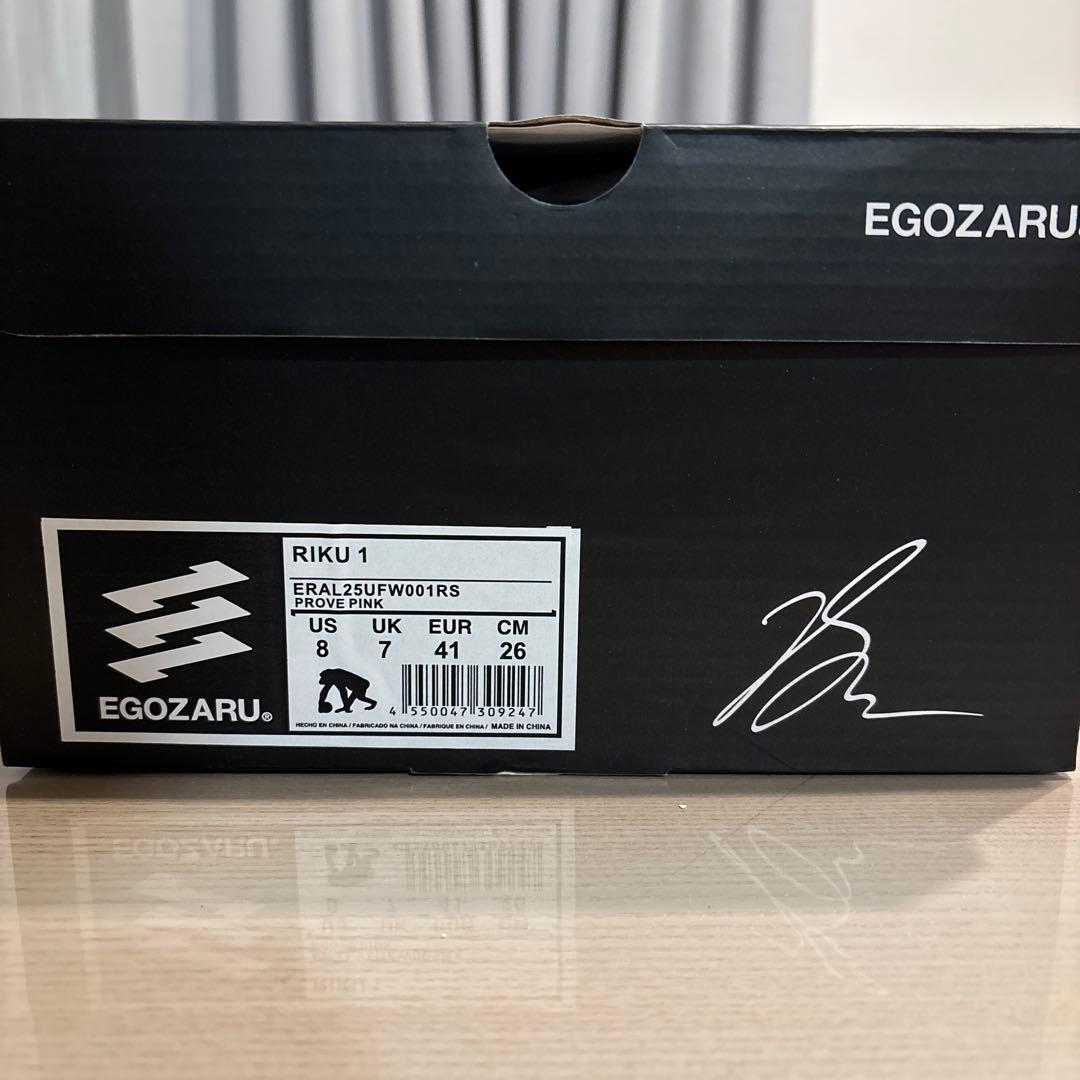 EGOZARU
RIKU 1
ERAL25UFW001RS
PROVE PINK
US UK EUR CM
8 7 41 26
4 550047 309247
HECHO EN CHINA / FABRICADO NA CHINA / FABRIQUE EN CHINA / MADE IN CHINA
EGOZARU®